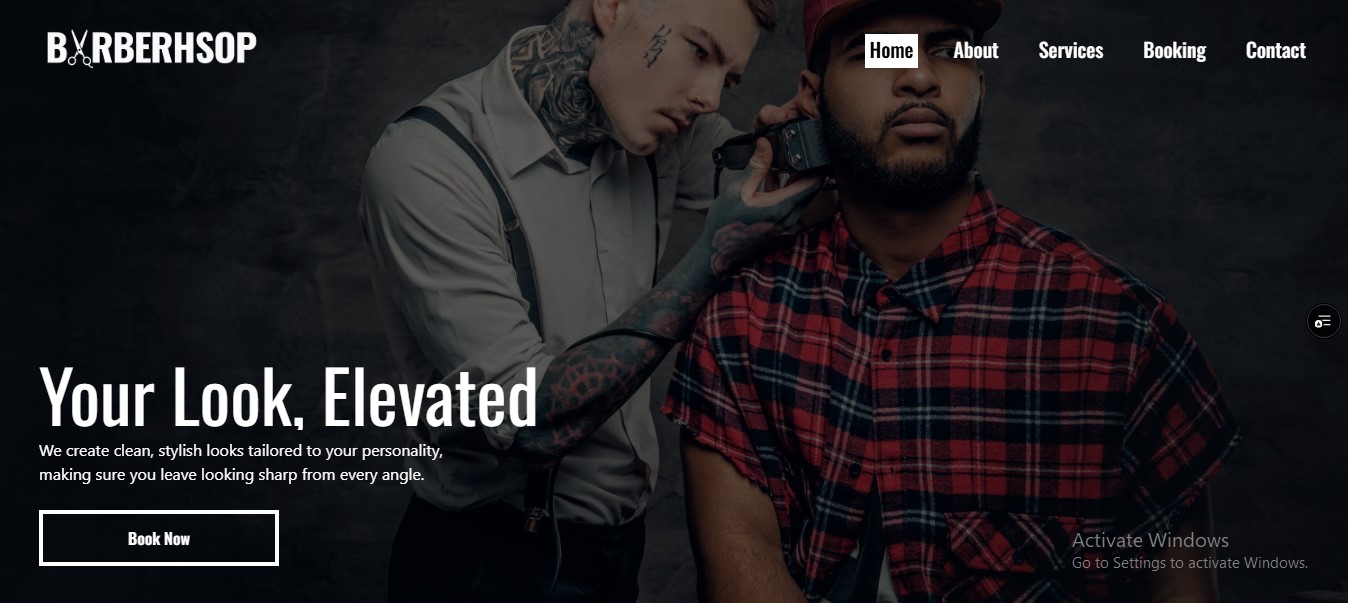 BARBERHSOP
Home
About
Services
Booking
Contact
Your Look, Elevated
We create clean, stylish looks tailored to your personality,
making sure you leave looking sharp from every angle.
Book Now
Activate Windows
Go to Settings to activate Windows.